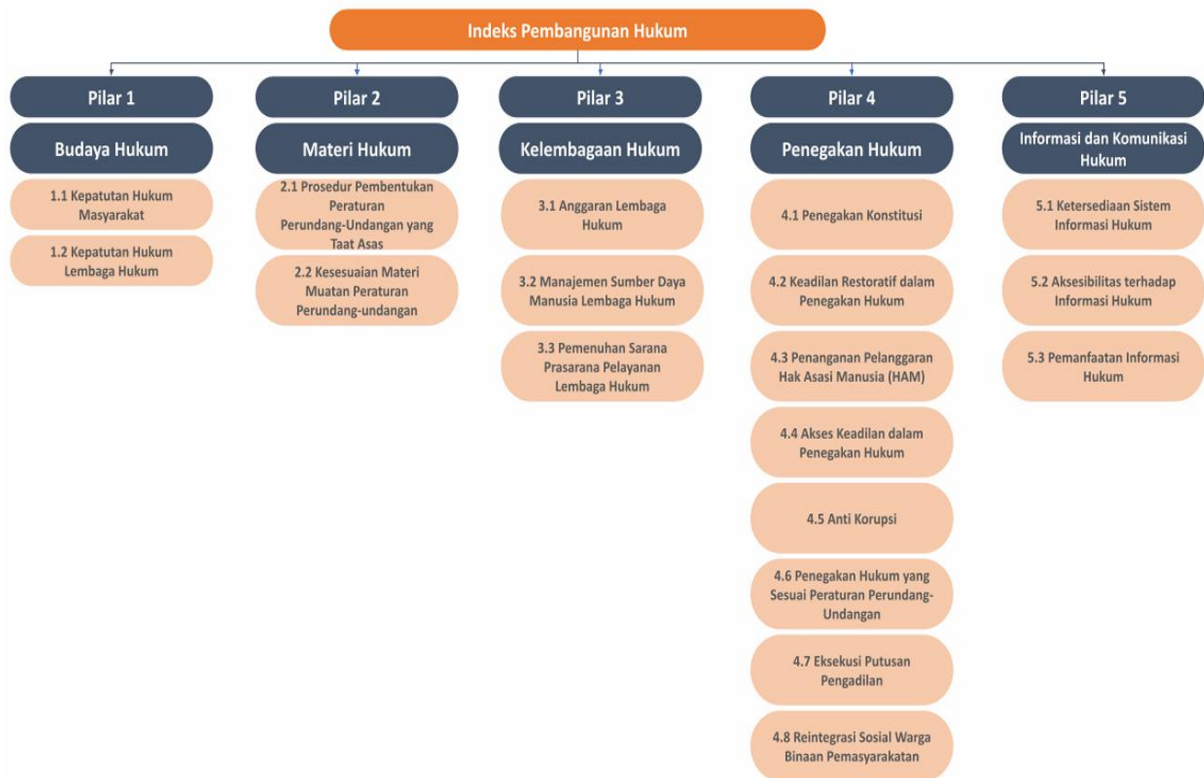 Indeks Pembangunan Hukum
Pilar 1
Budaya Hukum
1.1 Kepatutan Hukum
Masyarakat
1.2 Kepatutan Hukum
Lembaga Hukum
Pilar 2
Materi Hukum
2.1 Prosedur Pembentukan
Peraturan
Perundang-Undangan yang
Taat Asas
2.2 Kesesuaian Materi
Muatan Peraturan
Perundang-undangan
Pilar 3
Kelembagaan Hukum
3.1 Anggaran Lembaga
Hukum
3.2 Manajemen Sumber Daya
Manusia Lembaga Hukum
3.3 Pemenuhan Sarana
Prasarana Pelayanan
Lembaga Hukum
Pilar 4
Penegakan Hukum
4.1 Penegakan Konstitusi
4.2 Keadilan Restoratif dalam
Penegakan Hukum
4.3 Penanganan Pelanggaran
Hak Asasi Manusia (HAM)
4.4 Akses Keadilan dalam
Penegakan Hukum
4.5 Anti Korupsi
4.6 Penegakan Hukum yang
Sesuai Peraturan Perundang-
Undangan
4.7 Eksekusi Putusan
Pengadilan
4.8 Reintegrasi Sosial Warga
Binaan Pemasyarakatan
Pilar 5
Informasi dan Komunikasi
Hukum
5.1 Ketersediaan Sistem
Informasi Hukum
5.2 Aksesibilitas terhadap
Informasi Hukum
5.3 Pemanfaatan Informasi
Hukum